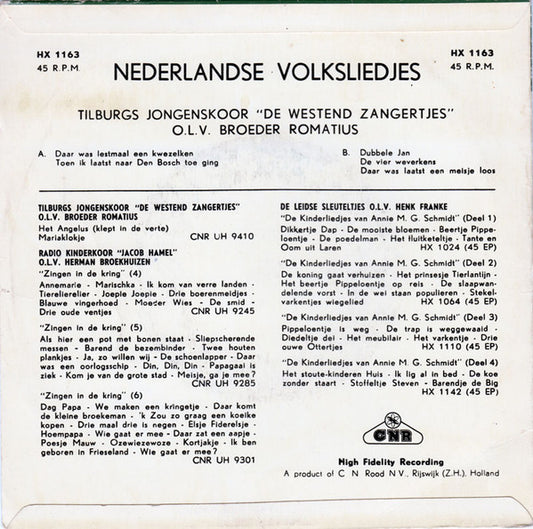 HX 1163
45 R.P.M.
HX 1163
45 R.P.M.
NEDERLANDSE VOLKSLIEDJES
TILBURGS JONGENSKOOR "DE WESTEND ZANGERTJES"
O.L.V. BROEDER ROMATIUS
A. Daar was lestmaal een kwezelken
Toen ik laatst naar Den Bosch toe ging
B. Dubbele Jan
De vier weverkens
Daar was laatst een meisje loos
TILBURGS JONGENSKOOR "DE WESTEND ZANGERTJES"
O.L.V. BROEDER ROMATIUS
Het Angelus (klept in de verte)
Mariaklokje CNR UH 9410
RADIO KINDERKOOR "JACOB HAMEL"
O.L.V. HERMAN BROEKHUIZEN
"Zingen in de kring" (4)
Annemarie - Marischka - Ik kom van verre landen -
Tierelierelier - Joepie Joepie - Drie boerenmeidjes -
Blauwe vingerhoed - Moeder Wies - De smid -
Drie oude ventjes CNR UH 9245
"Zingen in de kring" (5)
Als hier een pot met bonen staat - Sliepscherende
messen - Barend de bezembinder - Twee houten
plankjes - Ja, zo willen wij - De schoenlapper - Daar
was een oorlogsschip - Din, Din, Din - Papagaai is
ziek - Kom je van de grote stad - Meisje, ga je mee?
CNR UH 9285
"Zingen in de kring" (6)
Dag Papa - We maken een kringetje - Daar komt
de kleine broekeman - 'k Zou zo graag een koelke
kopen - Drie maal drie is negen - Elsje Fiderelsje -
Hoempapa - Wie gaat er mee - Daar zat een aapje -
Poesje Mauw - Ozewiezewoze - Kortjakje - Ik ben
geboren in Frieseland - Wie gaat er mee?
CNR UH 9301
DE LEIDSE SLEUTELTJES O.L.V. HENK FRANKE
"De Kinderliedjes van Annie M. G. Schmidt" (Deel 1)
Dikkertje Dap - De mooiste bloemen - Beertje Pippe-
loentje - De poedelman - Het fluitketeltje - Tante en
Oom uit Laren HX 1024 (45 EP)
"De Kinderliedjes van Annie M. G. Schmidt" (Deel 2)
De koning gaat verhuizen - Het prinsesje Tierlantijn -
Het beertje Pippeloentje op reis - De slaapwan-
delende vorst - In de wei staan populieren - Stekel-
varkentjes wiegelied HX 1064 (45 EP)
"De Kinderliedjes van Annie M. G. Schmidt" (Deel 3)
Pippeloentje is weg - De trap is weggewaaid -
Diedeltje dei - Het meubilair - Het varkentje - Drie
ouwe Ottertjes HX 1110 (45 EP)
"De Kinderliedjes van Annie M. G. Schmidt" (Deel 4)
Het stoute-kinderen Huis - Ik lig al in bed - De koe
zonder staart - Stoffeltje Steven - Barendje de Big
HX 1142 (45 EP)
CNR
High Fidelity Recording
A product of C N Rood N.V., Rijswijk (Z.H.), Holland